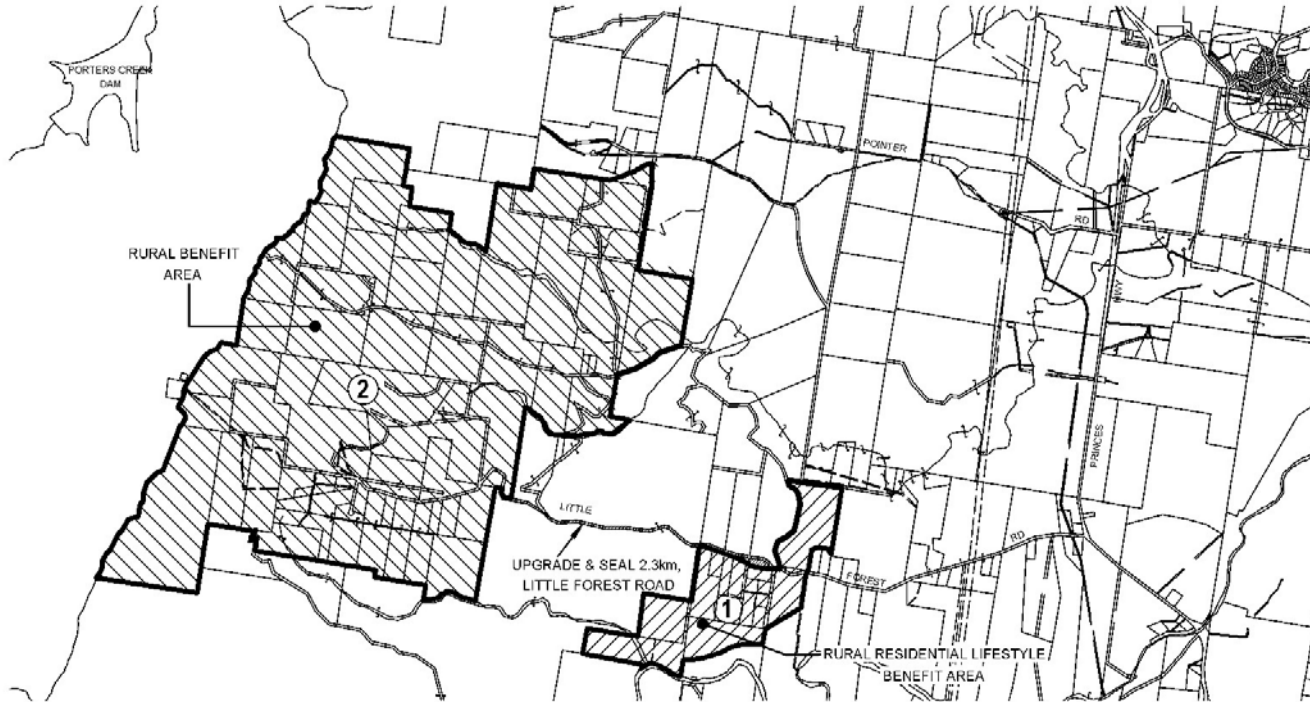 PORTERS CREEK
DAM
POINTER
RD
RURAL BENEFIT
AREA
HWY
2
PRINCES
LITTLE
UPGRADE & SEAL 2.3km,
LITTLE FOREST ROAD
RD
FOREST
1
RURAL RESIDENTIAL LIFESTYLE
BENEFIT AREA